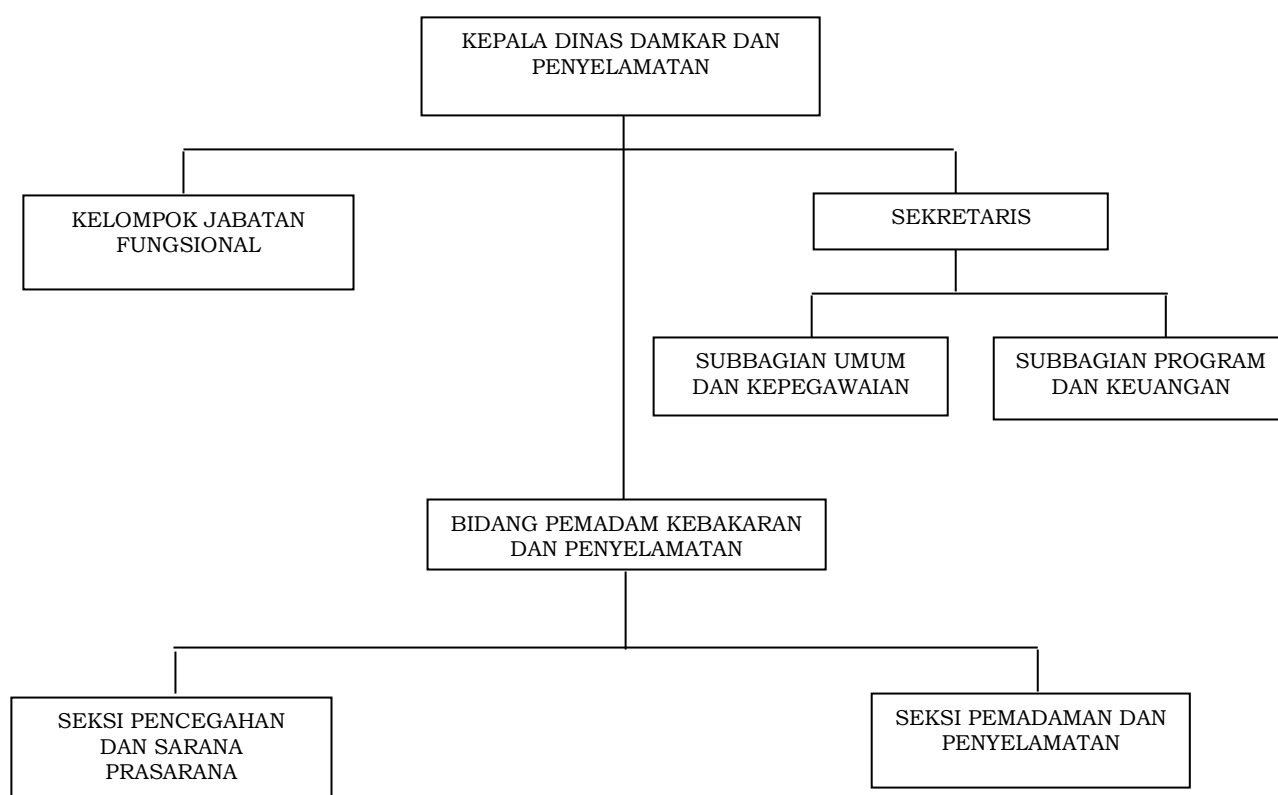 KEPALA DINAS DAMKAR DAN
PENYELAMATAN
KELOMPOK JABATAN
FUNGSIONAL
SEKRETARIS
SUBBAGIAN UMUM
DAN KEPEGAWAIAN
SUBBAGIAN PROGRAM
DAN KEUANGAN
BIDANG PEMADAM KEBAKARAN
DAN PENYELAMATAN
SEKSI PENCEGAHAN
DAN SARANA
PRASARANA
SEKSI PEMADAMAN DAN
PENYELAMATAN